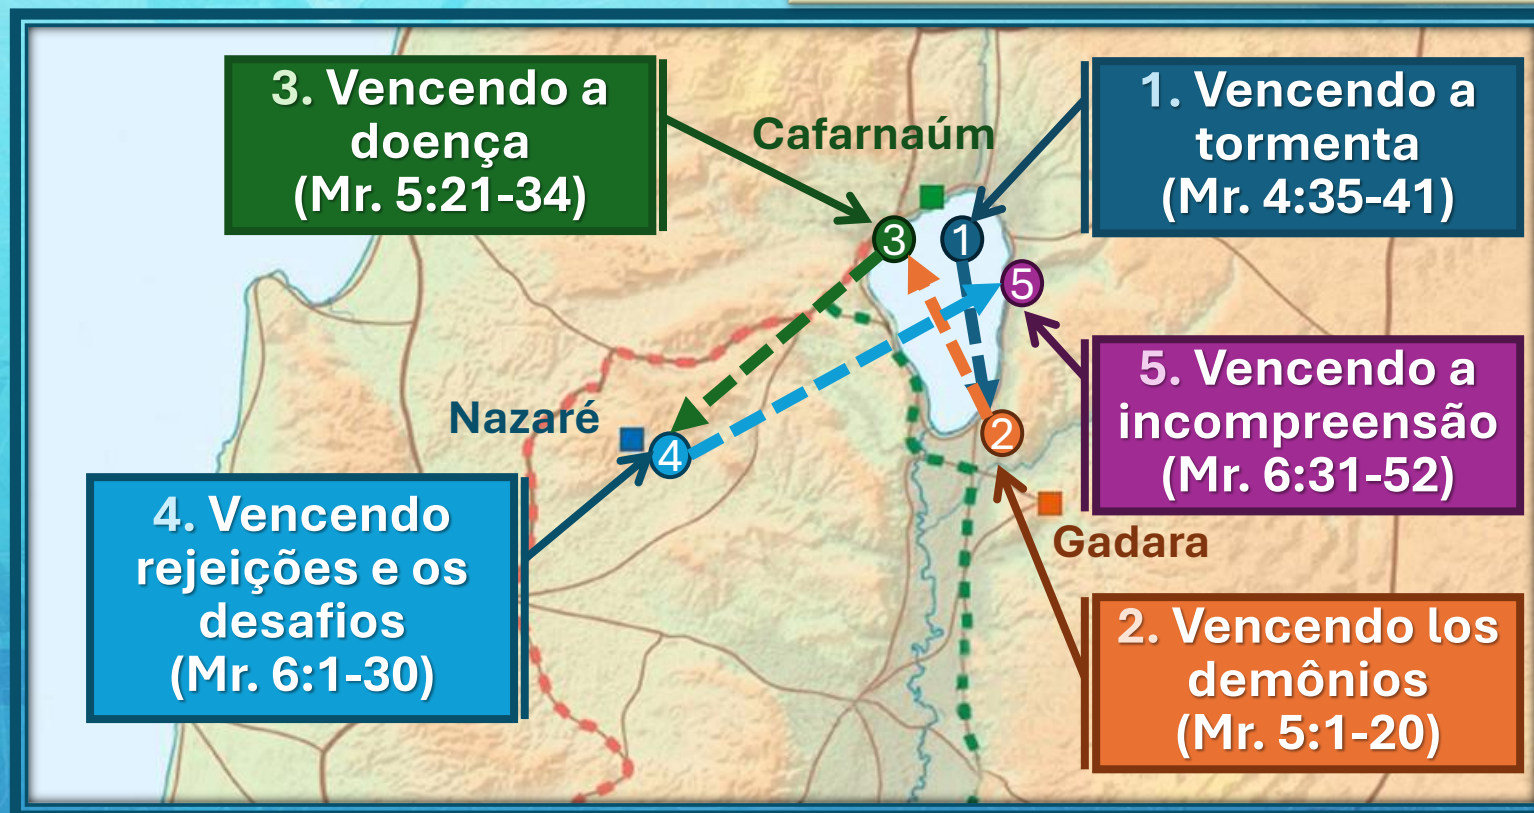 3. Vencendo a
doença
(Mr. 5:21-34)
Cafarnaúm
1. Vencendo a
tormenta
(Mr. 4:35-41)
3
1
5
5. Vencendo a
incompreensão
(Mr. 6:31-52)
Nazaré
4
2
4. Vencendo
rejeições e os
desafios
(Mr. 6:1-30)
Gadara
2. Vencendo los
demônios
(Mr. 5:1-20)